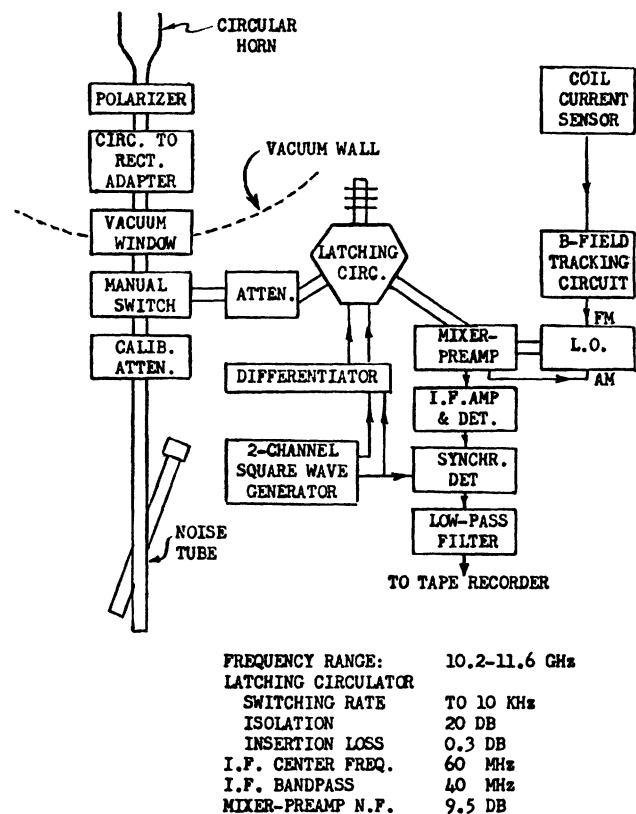 CIRCULAR
HORN
POLARIZER
CIRC. TO
RECT.
ADAPTER
VACUUM WALL
VACUUM
WINDOW
MANUAL
SWITCH
ATTEN.
LATCHING
CIRC.
CALIB.
ATTEN.
DIFFERENTIATOR
2-CHANNEL
SQUARE WAVE
GENERATOR
NOISE
TUBE
COIL
CURRENT
SENSOR
B-FIELD
TRACKING
CIRCUIT
FM
L.O.
AM
MIXER-
PREAMP
I.F.AMP
& DET.
SYNCHR.
DET
LOW-PASS
FILTER
TO TAPE RECORDER
FREQUENCY RANGE: 10.2-11.6 GHz
LATCHING CIRCULATOR
SWITCHING RATE TO 10 KHz
ISOLATION 20 DB
INSERTION LOSS 0.3 DB
I.F. CENTER FREQ. 60 MHz
I.F. BANDPASS 40 MHz
MIXER-PREAMP N.F. 9.5 DB